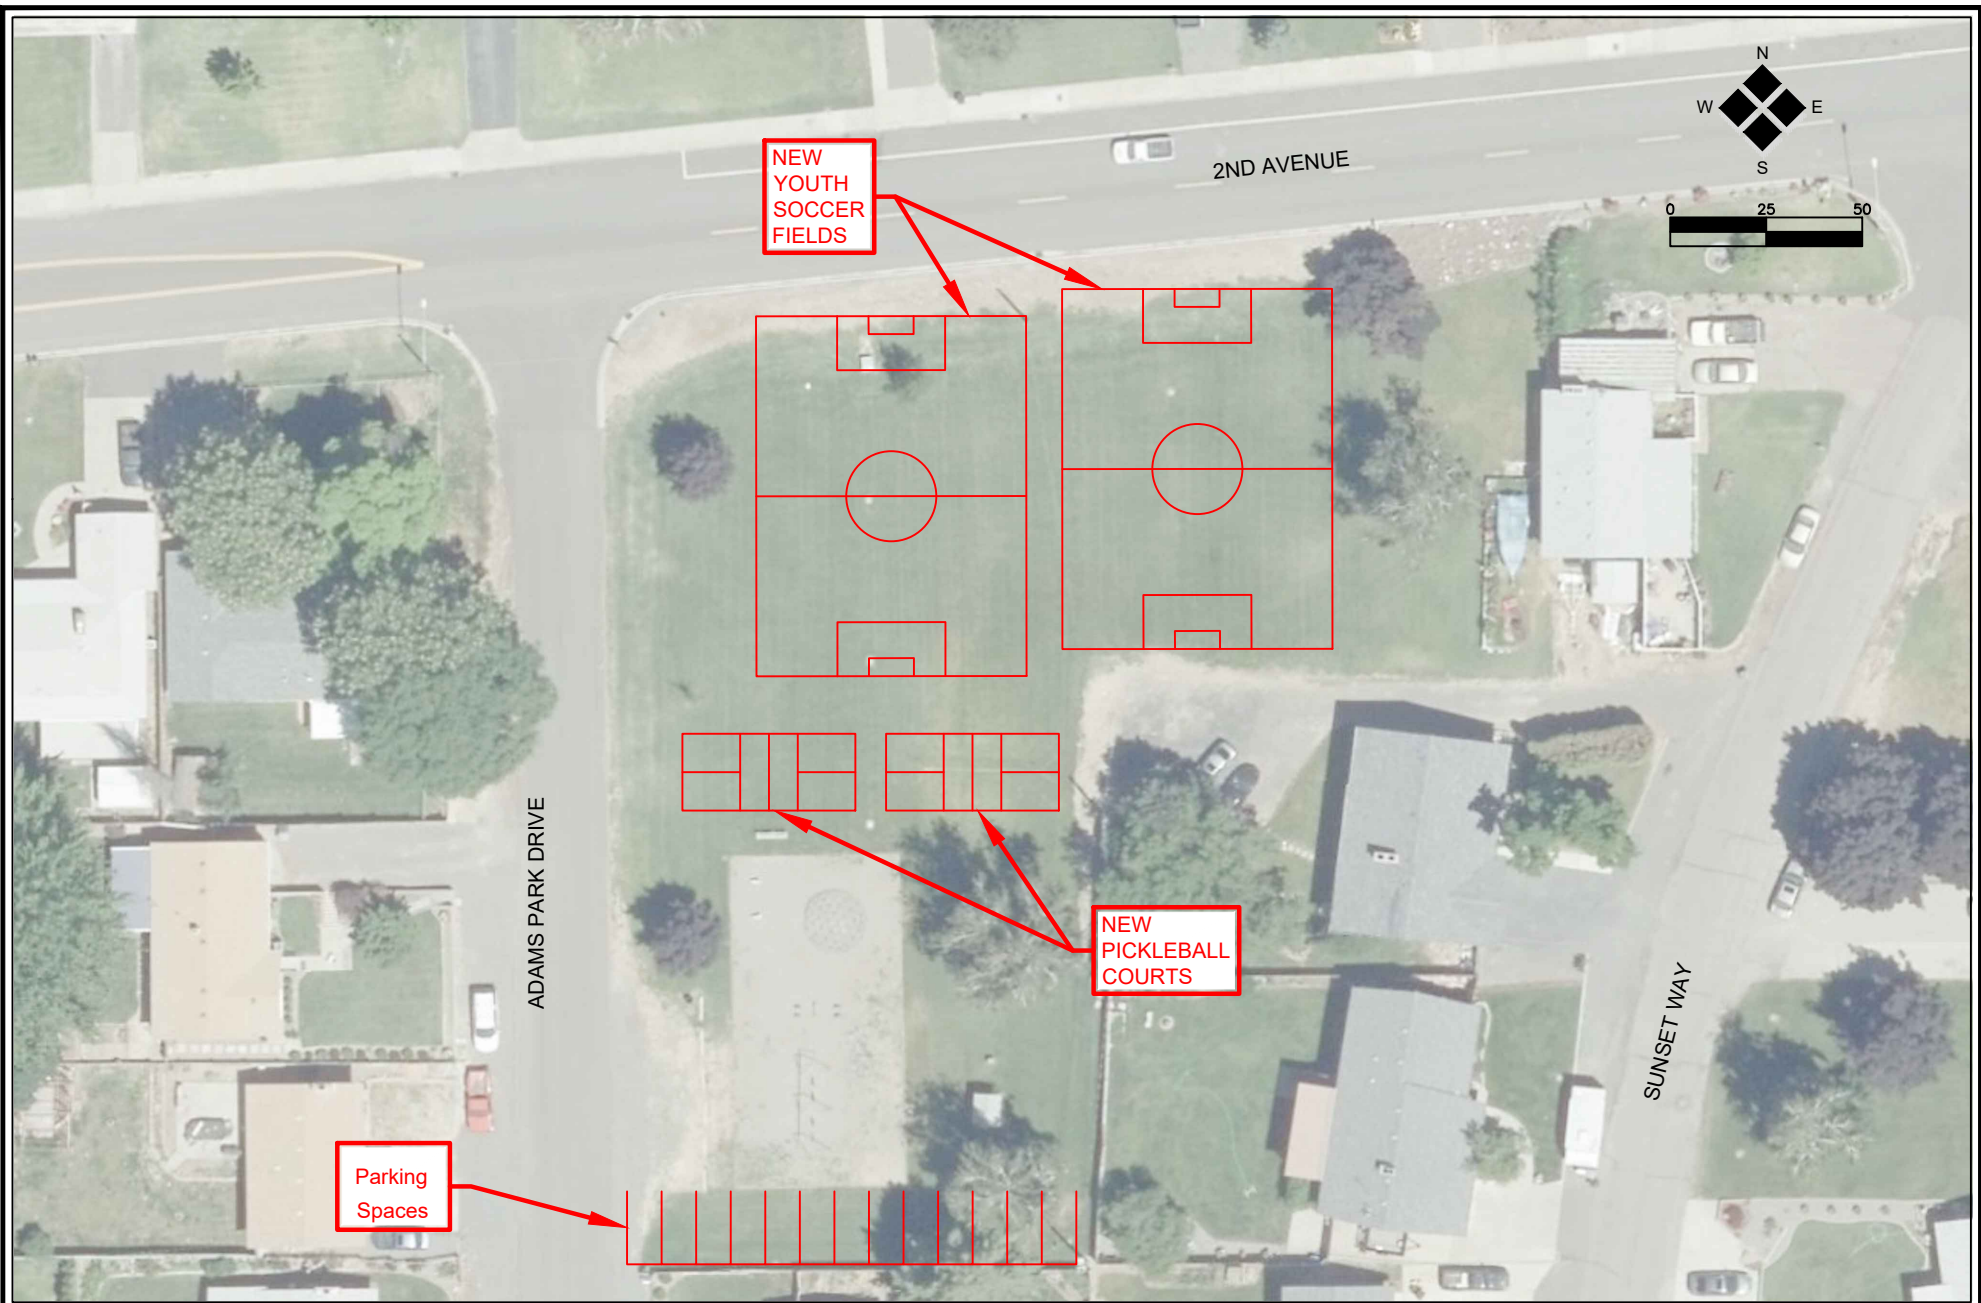 N
W E
S
0 25 50
2ND AVENUE
NEW
YOUTH
SOCCER
FIELDS
ADAMS PARK DRIVE
NEW
PICKLEBALL
COURTS
SUNSET WAY
Parking
Spaces